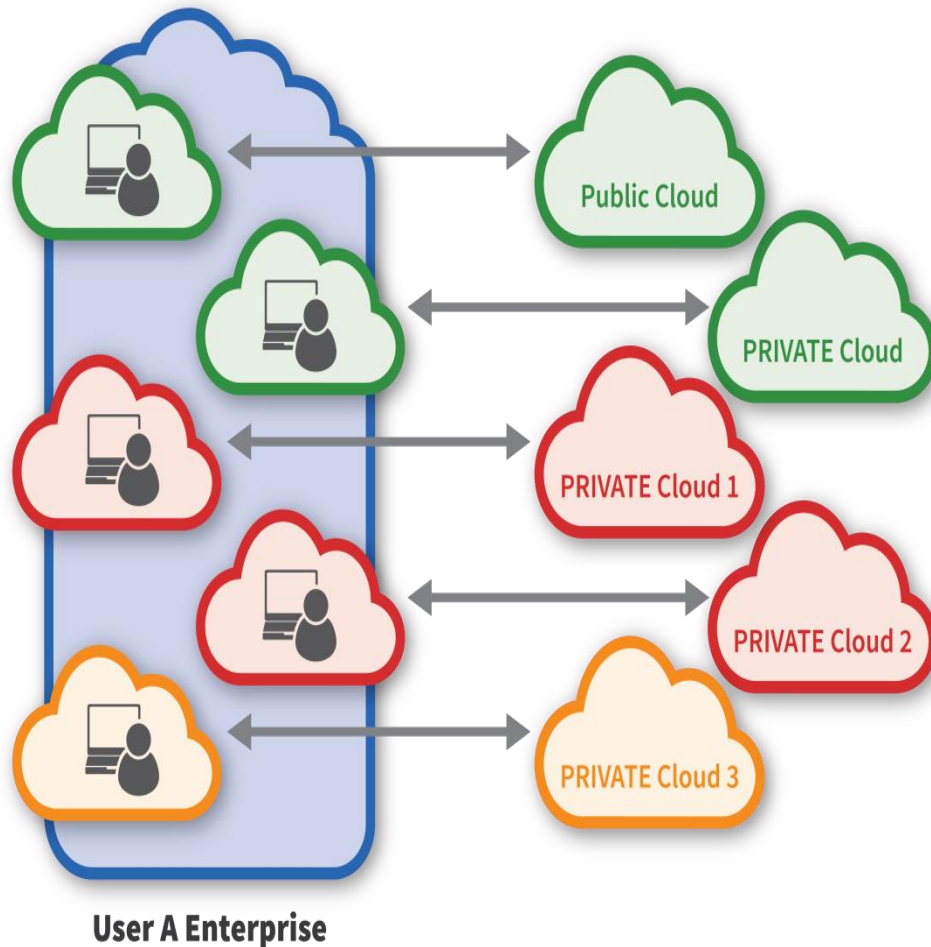 Public Cloud
PRIVATE Cloud
PRIVATE Cloud 1
PRIVATE Cloud 2
PRIVATE Cloud 3
User A Enterprise